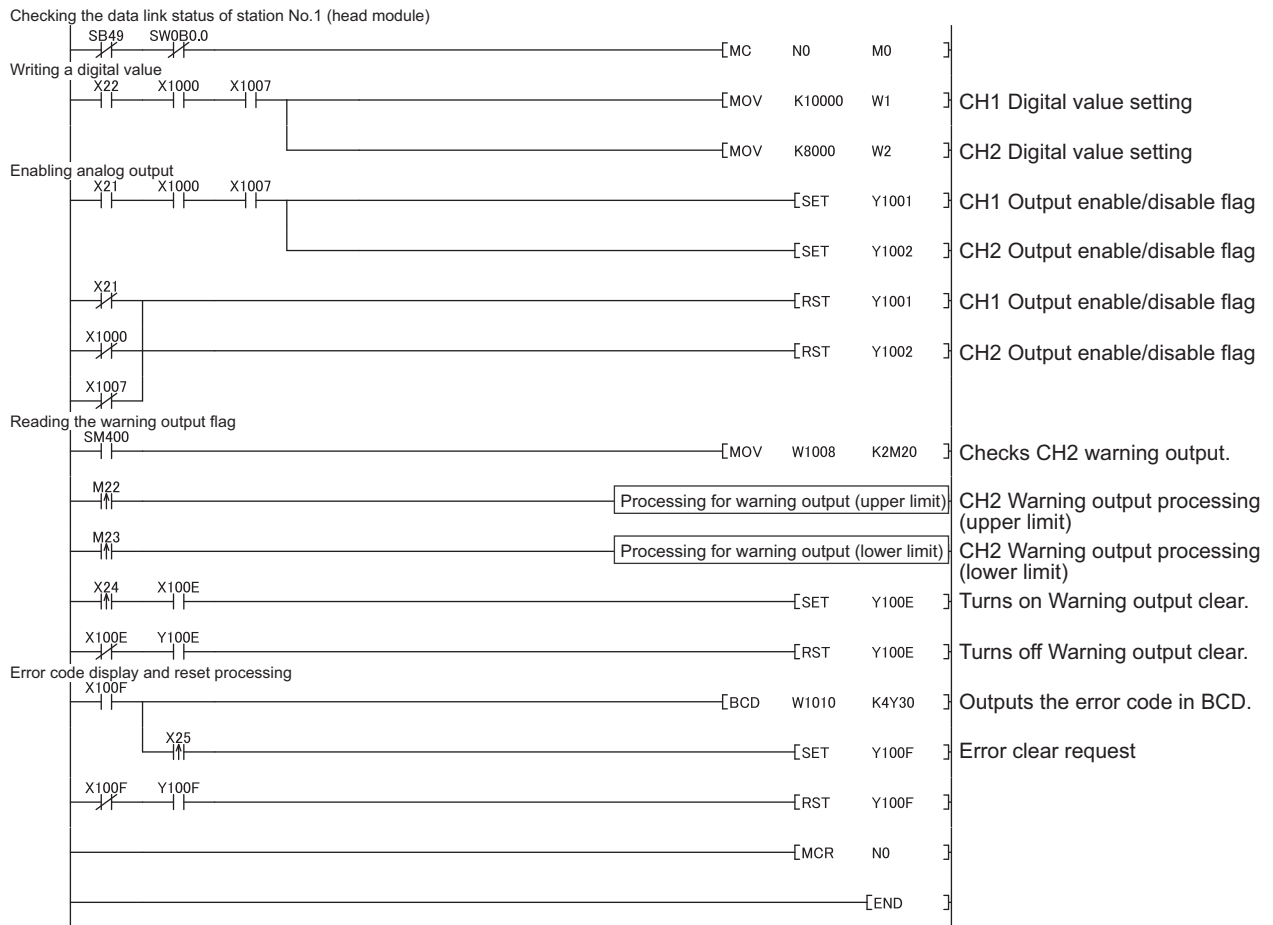 Checking the data link status of station No.1 (head module)
SB49 SW0B0.0
MC N0 M0
Writing a digital value
X22 X1000 X1007
MOV K10000 W1 CH1 Digital value setting
MOV K8000 W2 CH2 Digital value setting
Enabling analog output
X21 X1000 X1007
SET Y1001 CH1 Output enable/disable flag
SET Y1002 CH2 Output enable/disable flag
X21
RST Y1001 CH1 Output enable/disable flag
X1000
RST Y1002 CH2 Output enable/disable flag
X1007
Reading the warning output flag
SM400
MOV W1008 K2M20 Checks CH2 warning output.
M22
Processing for warning output (upper limit) CH2 Warning output processing
(upper limit)
M23
Processing for warning output (lower limit) CH2 Warning output processing
(lower limit)
X24 X100E
SET Y100E Turns on Warning output clear.
X100E Y100E
RST Y100E Turns off Warning output clear.
Error code display and reset processing
X100F
BCD W1010 K4Y30 Outputs the error code in BCD.
X25
SET Y100F Error clear request
X100F Y100F
RST Y100F
MCR N0
END